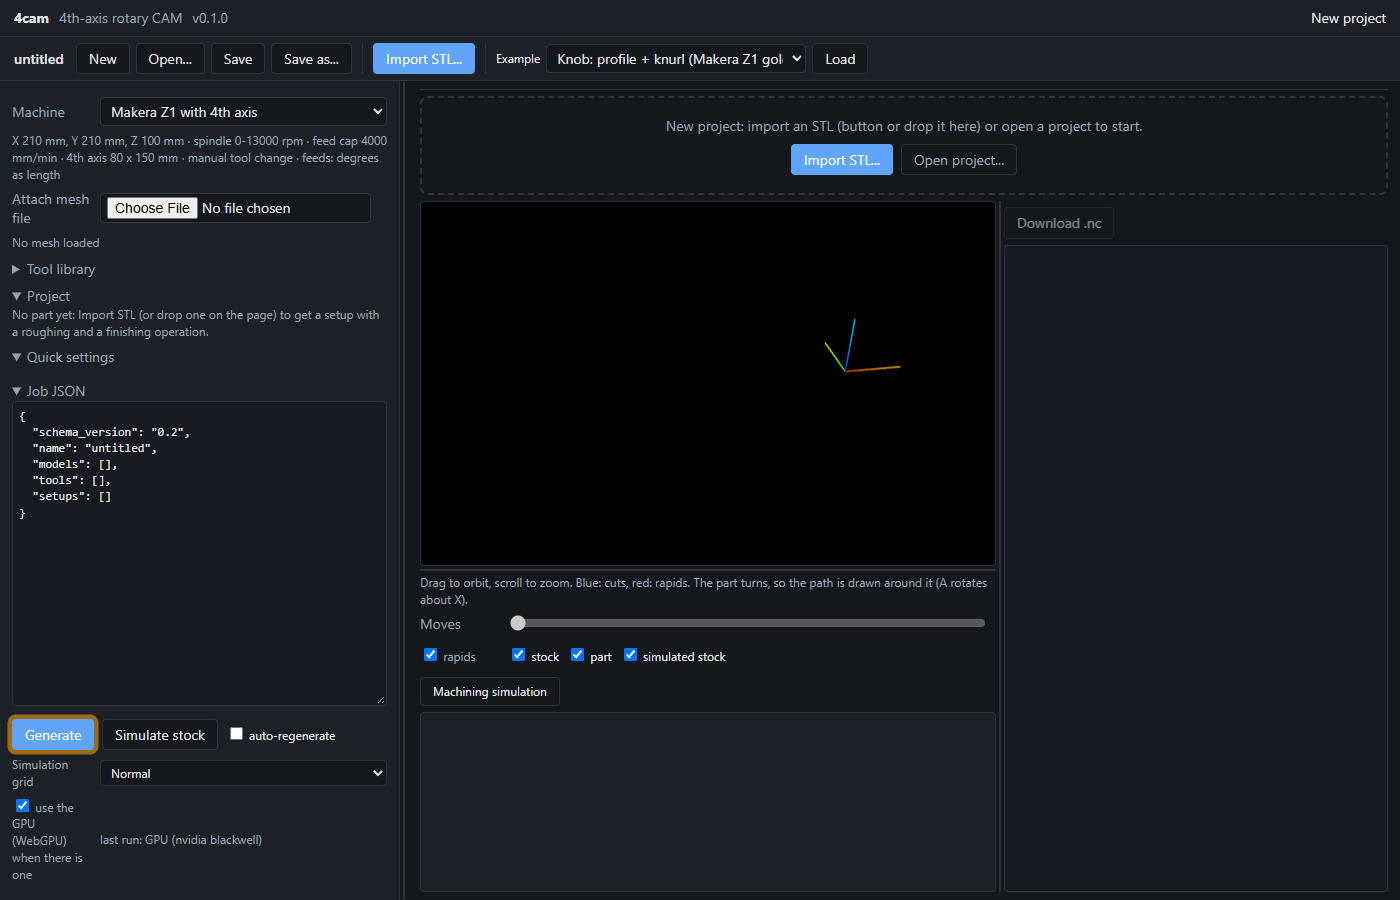 4cam 4th-axis rotary CAM v0.1.0 New project
untitled New Open... Save Save as... Import STL... Example Knob: profile + knurl (Makera Z1 gol Load
Machine Makera Z1 with 4th axis
X 210 mm, Y 210 mm, Z 100 mm · spindle 0-13000 rpm · feed cap 4000
mm/min · 4th axis 80 x 150 mm · manual tool change · feeds: degrees
as length
Attach mesh
file
Choose File No file chosen
No mesh loaded
Tool library
Project
No part yet: Import STL (or drop one on the page) to get a setup with
a roughing and a finishing operation.
Quick settings
Job JSON
{
"schema_version": "0.2",
"name": "untitled",
"models": [],
"tools": [],
"setups": []
}
Generate Simulate stock auto-regenerate
Simulation
grid
Normal
use the
GPU
(WebGPU)
when there is
one
last run: GPU (nvidia blackwell)
New project: import an STL (button or drop it here) or open a project to start.
Import STL... Open project...
Download .nc
Drag to orbit, scroll to zoom. Blue: cuts, red: rapids. The part turns, so the path is drawn around it (A rotates
about X).
Moves
rapids stock part simulated stock
Machining simulation